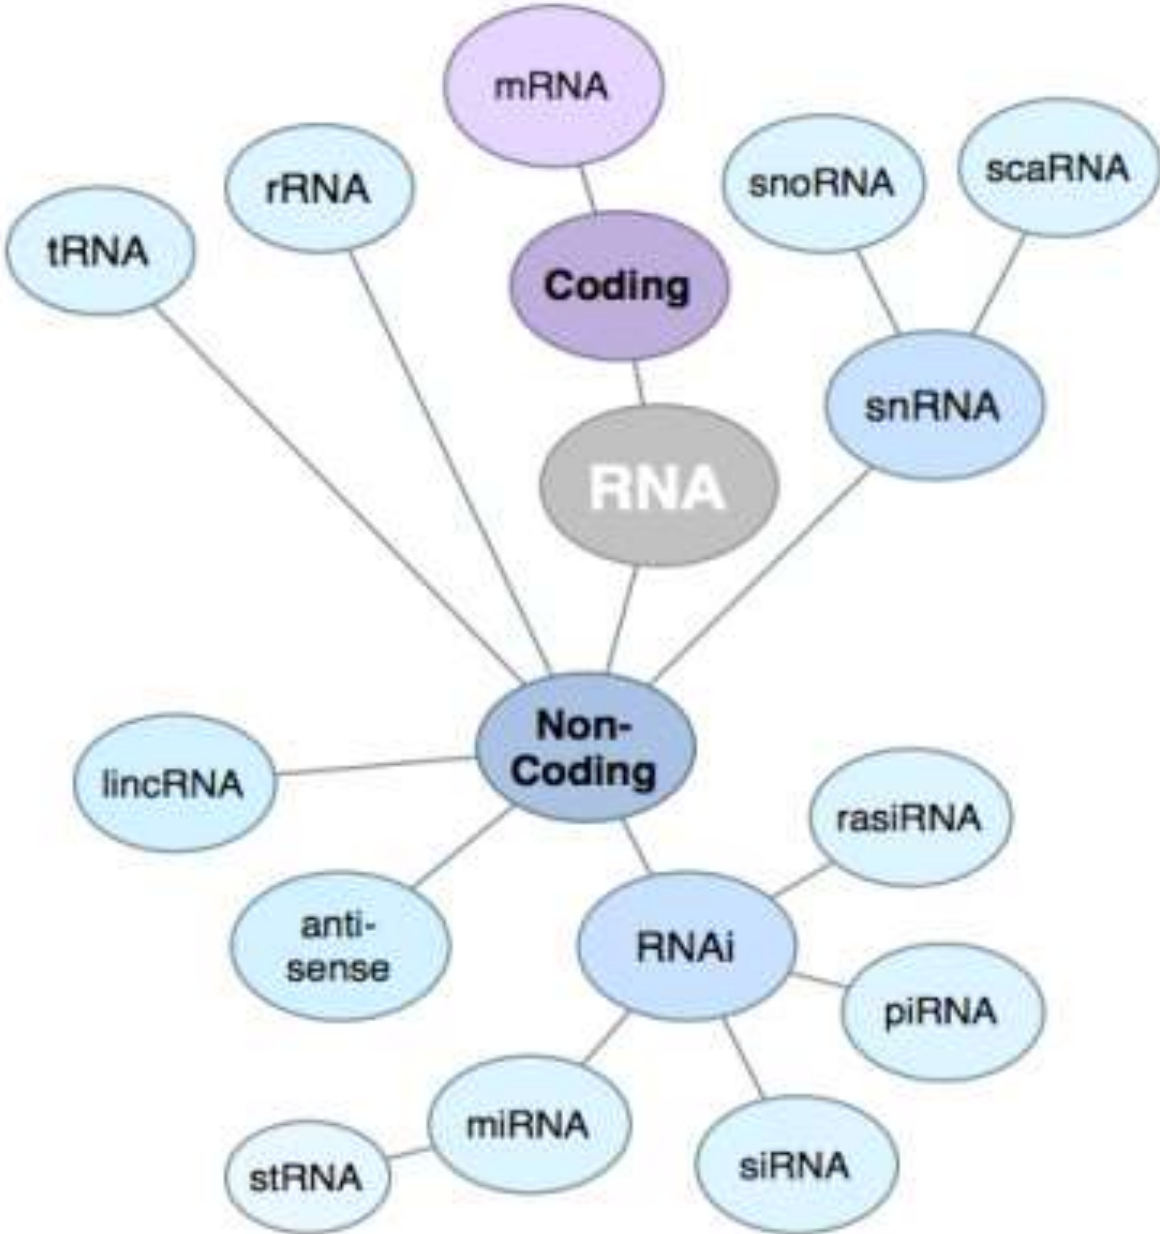 mRNA
snoRNA
scaRNA
rRNA
tRNA
Coding
snRNA
RNA
Non-
Coding
lincRNA
rasiRNA
anti-
sense
RNAi
piRNA
miRNA
siRNA
stRNA